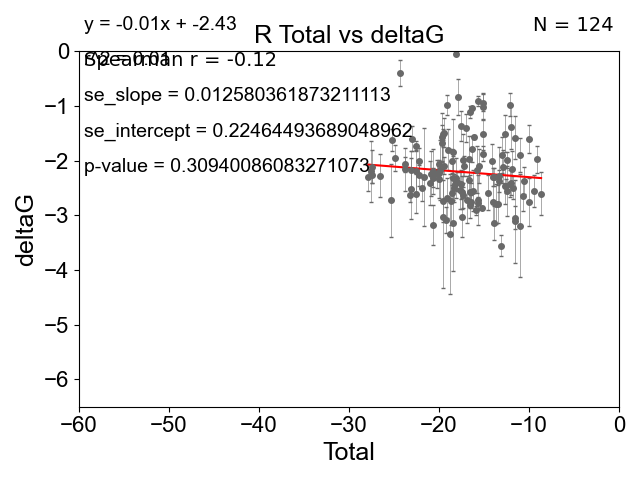 y = -0.01x + -2.43
N = 124
R Total vs deltaG
Spearman r = -0.12
se_slope = 0.012580361873211113
se_intercept = 0.22464493689048962
p-value = 0.30940086083271073
deltaG
0
−1
−2
−3
−4
−5
−6
−60
−50
−40
−30
−20
−10
0
Total